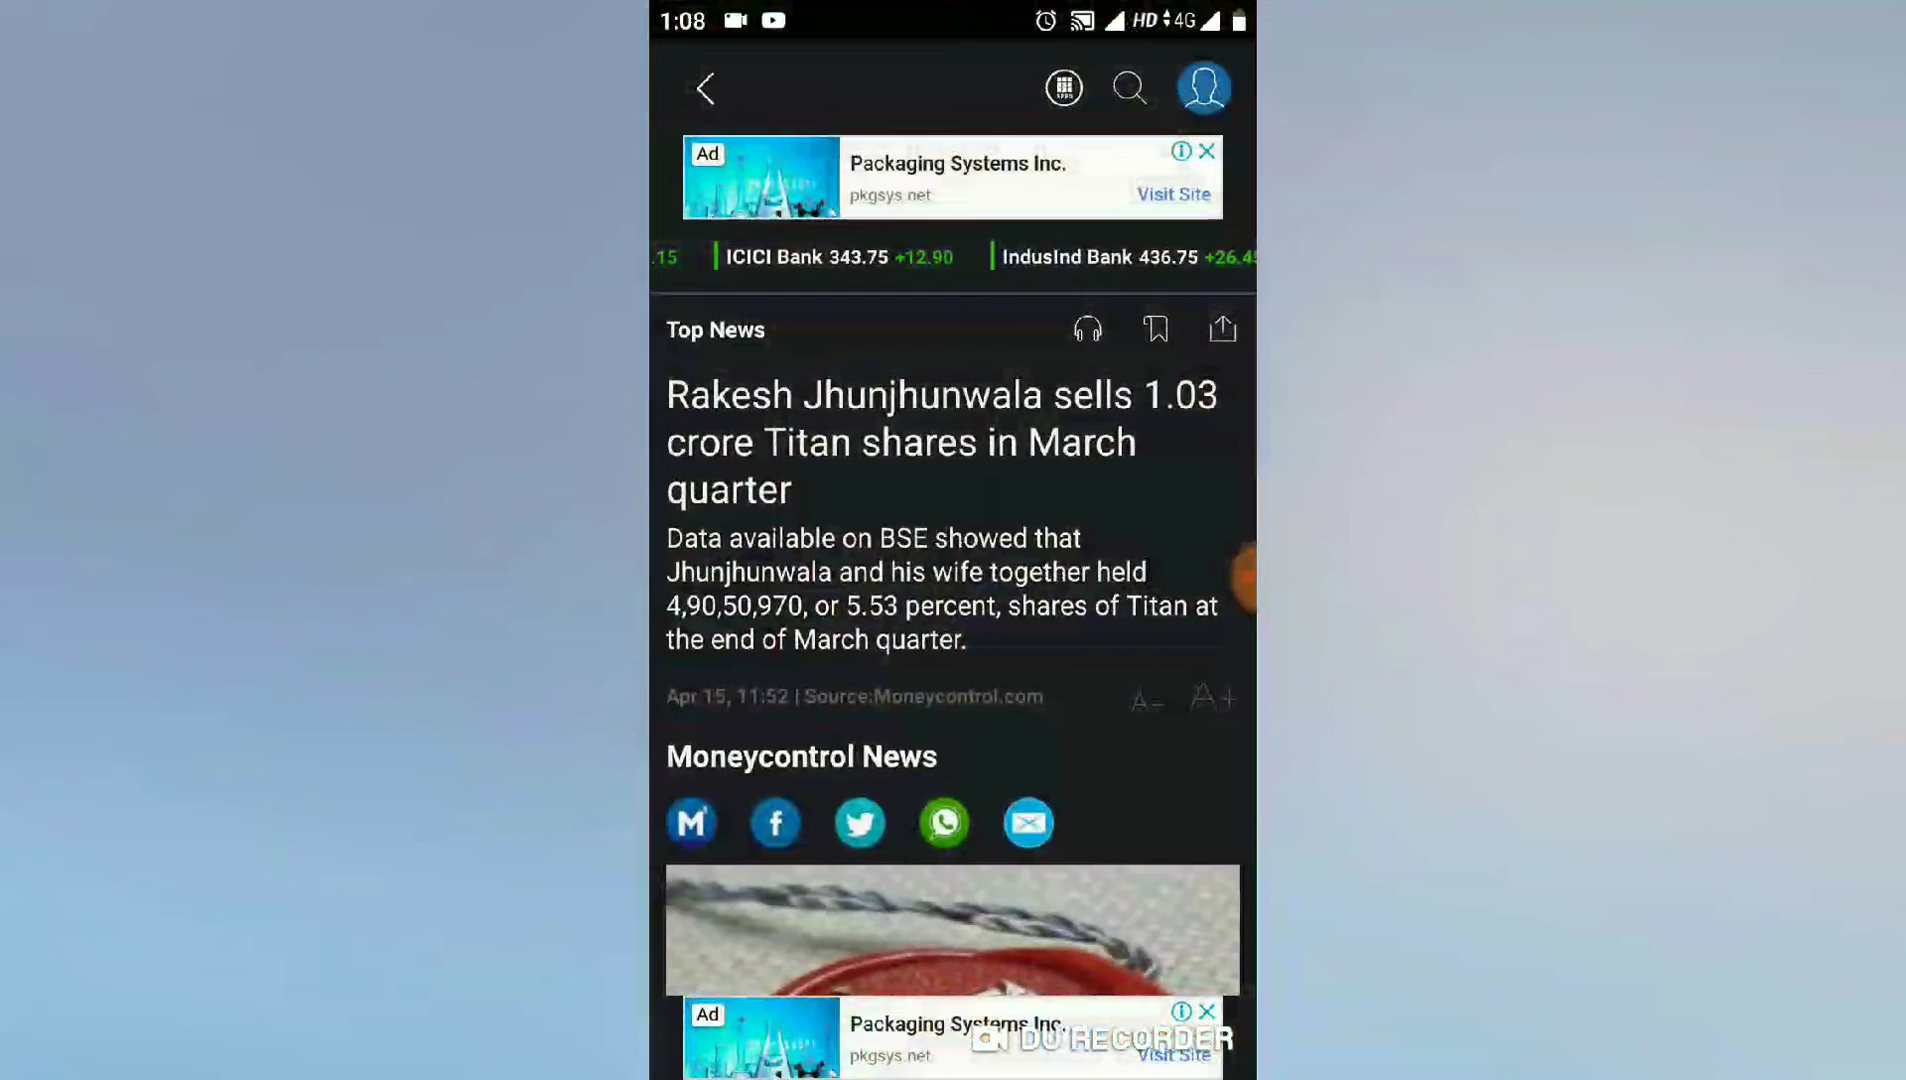 1:08
HD 4G
APPS
Ad
Packaging Systems Inc.
pkgsys.net
Visit Site
.15
ICICI Bank 343.75 +12.90
IndusInd Bank 436.75 +26.45
Top News
Rakesh Jhunjhunwala sells 1.03
crore Titan shares in March
quarter
Data available on BSE showed that
Jhunjhunwala and his wife together held
4,90,50,970, or 5.53 percent, shares of Titan at
the end of March quarter.
Apr 15, 11:52 | Source:Moneycontrol.com
A- A+
Moneycontrol News
Ad
Packaging Systems Inc.
DU RECORDER
pkgsys.net
Visit Site